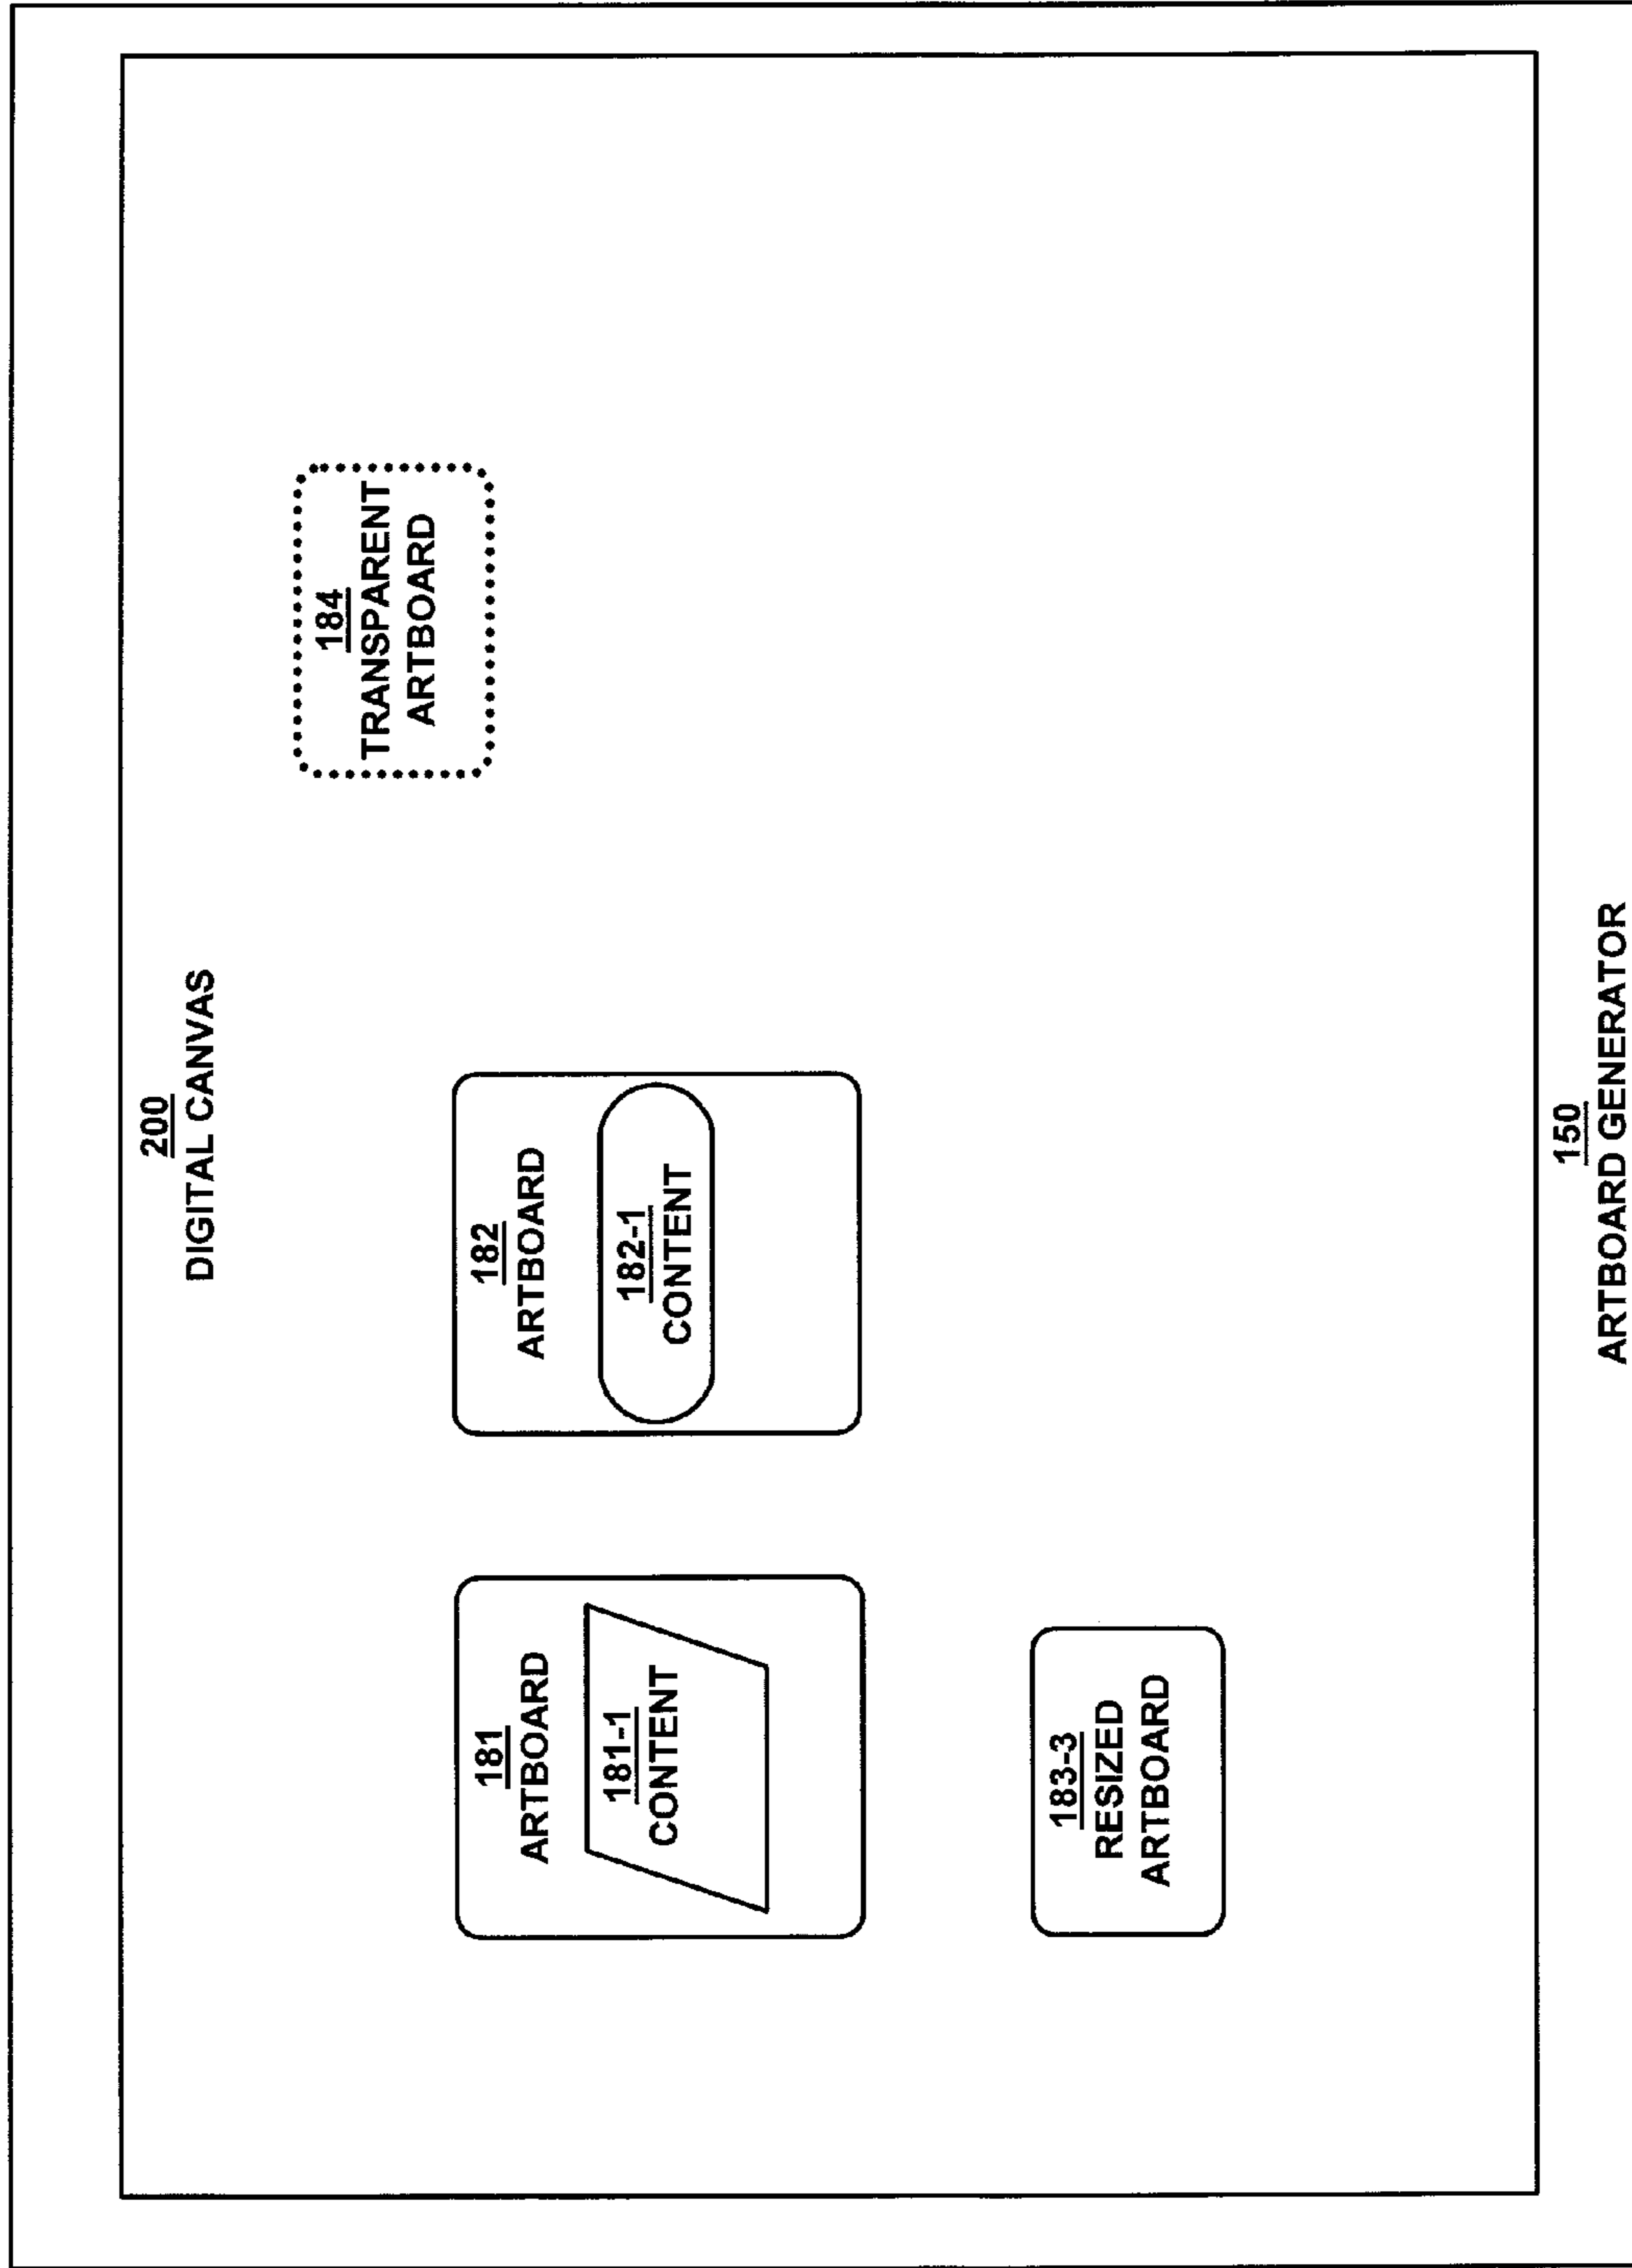 200
DIGITAL CANVAS
184
TRANSPARENT
ARTBOARD
181
ARTBOARD
181-1
CONTENT
182
ARTBOARD
182-1
CONTENT
183-3
RESIZED
ARTBOARD
150
ARTBOARD GENERATOR